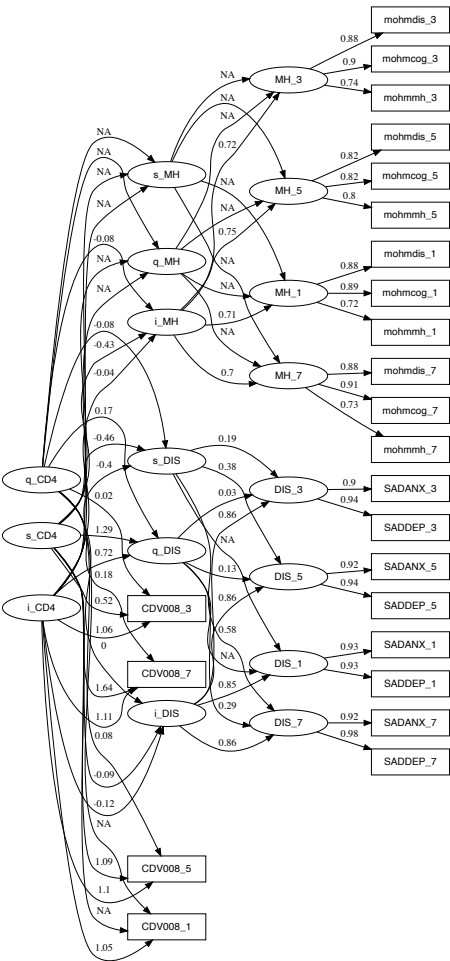 mohmdis_3
0.88
mohmcog_3
0.9
NA
MH_3
0.74
mohmmh_3
NA
0.72
mohmdis_5
NA
NA
0.82
s_MH
mohmcog_5
NA
0.82
NA
MH_5
0.8
NA
mohmmh_5
NA
NA
0.75
mohmdis_1
-0.08
0.88
q_MH
NA
NA
MH_1
0.89
mohmcog_1
NA
0.72
i_MH
0.71
NA
mohmmh_1
-0.08
-0.43
mohmdis_7
0.88
-0.04
0.7
MH_7
0.91
mohmcog_7
0.73
0.17
-0.46
0.19
mohmmh_7
s_DIS
-0.4
0.38
q_CD4
0.9
SADANX_3
0.02
0.03
DIS_3
0.94
0.86
SADDEP_3
s_CD4
1.29
NA
q_DIS
0.72
0.13
0.92
SADANX_5
0.18
DIS_5
0.94
0.86
SADDEP_5
i_CD4
0.52
CDV008_3
1.06
0.58
0.93
SADANX_1
0
DIS_1
0.93
CDV008_7
NA
SADDEP_1
1.64
0.85
0.29
1.11
i_DIS
0.92
SADANX_7
0.08
DIS_7
0.98
0.86
SADDEP_7
-0.09
-0.12
NA
1.09
CDV008_5
1.1
NA
CDV008_1
1.05